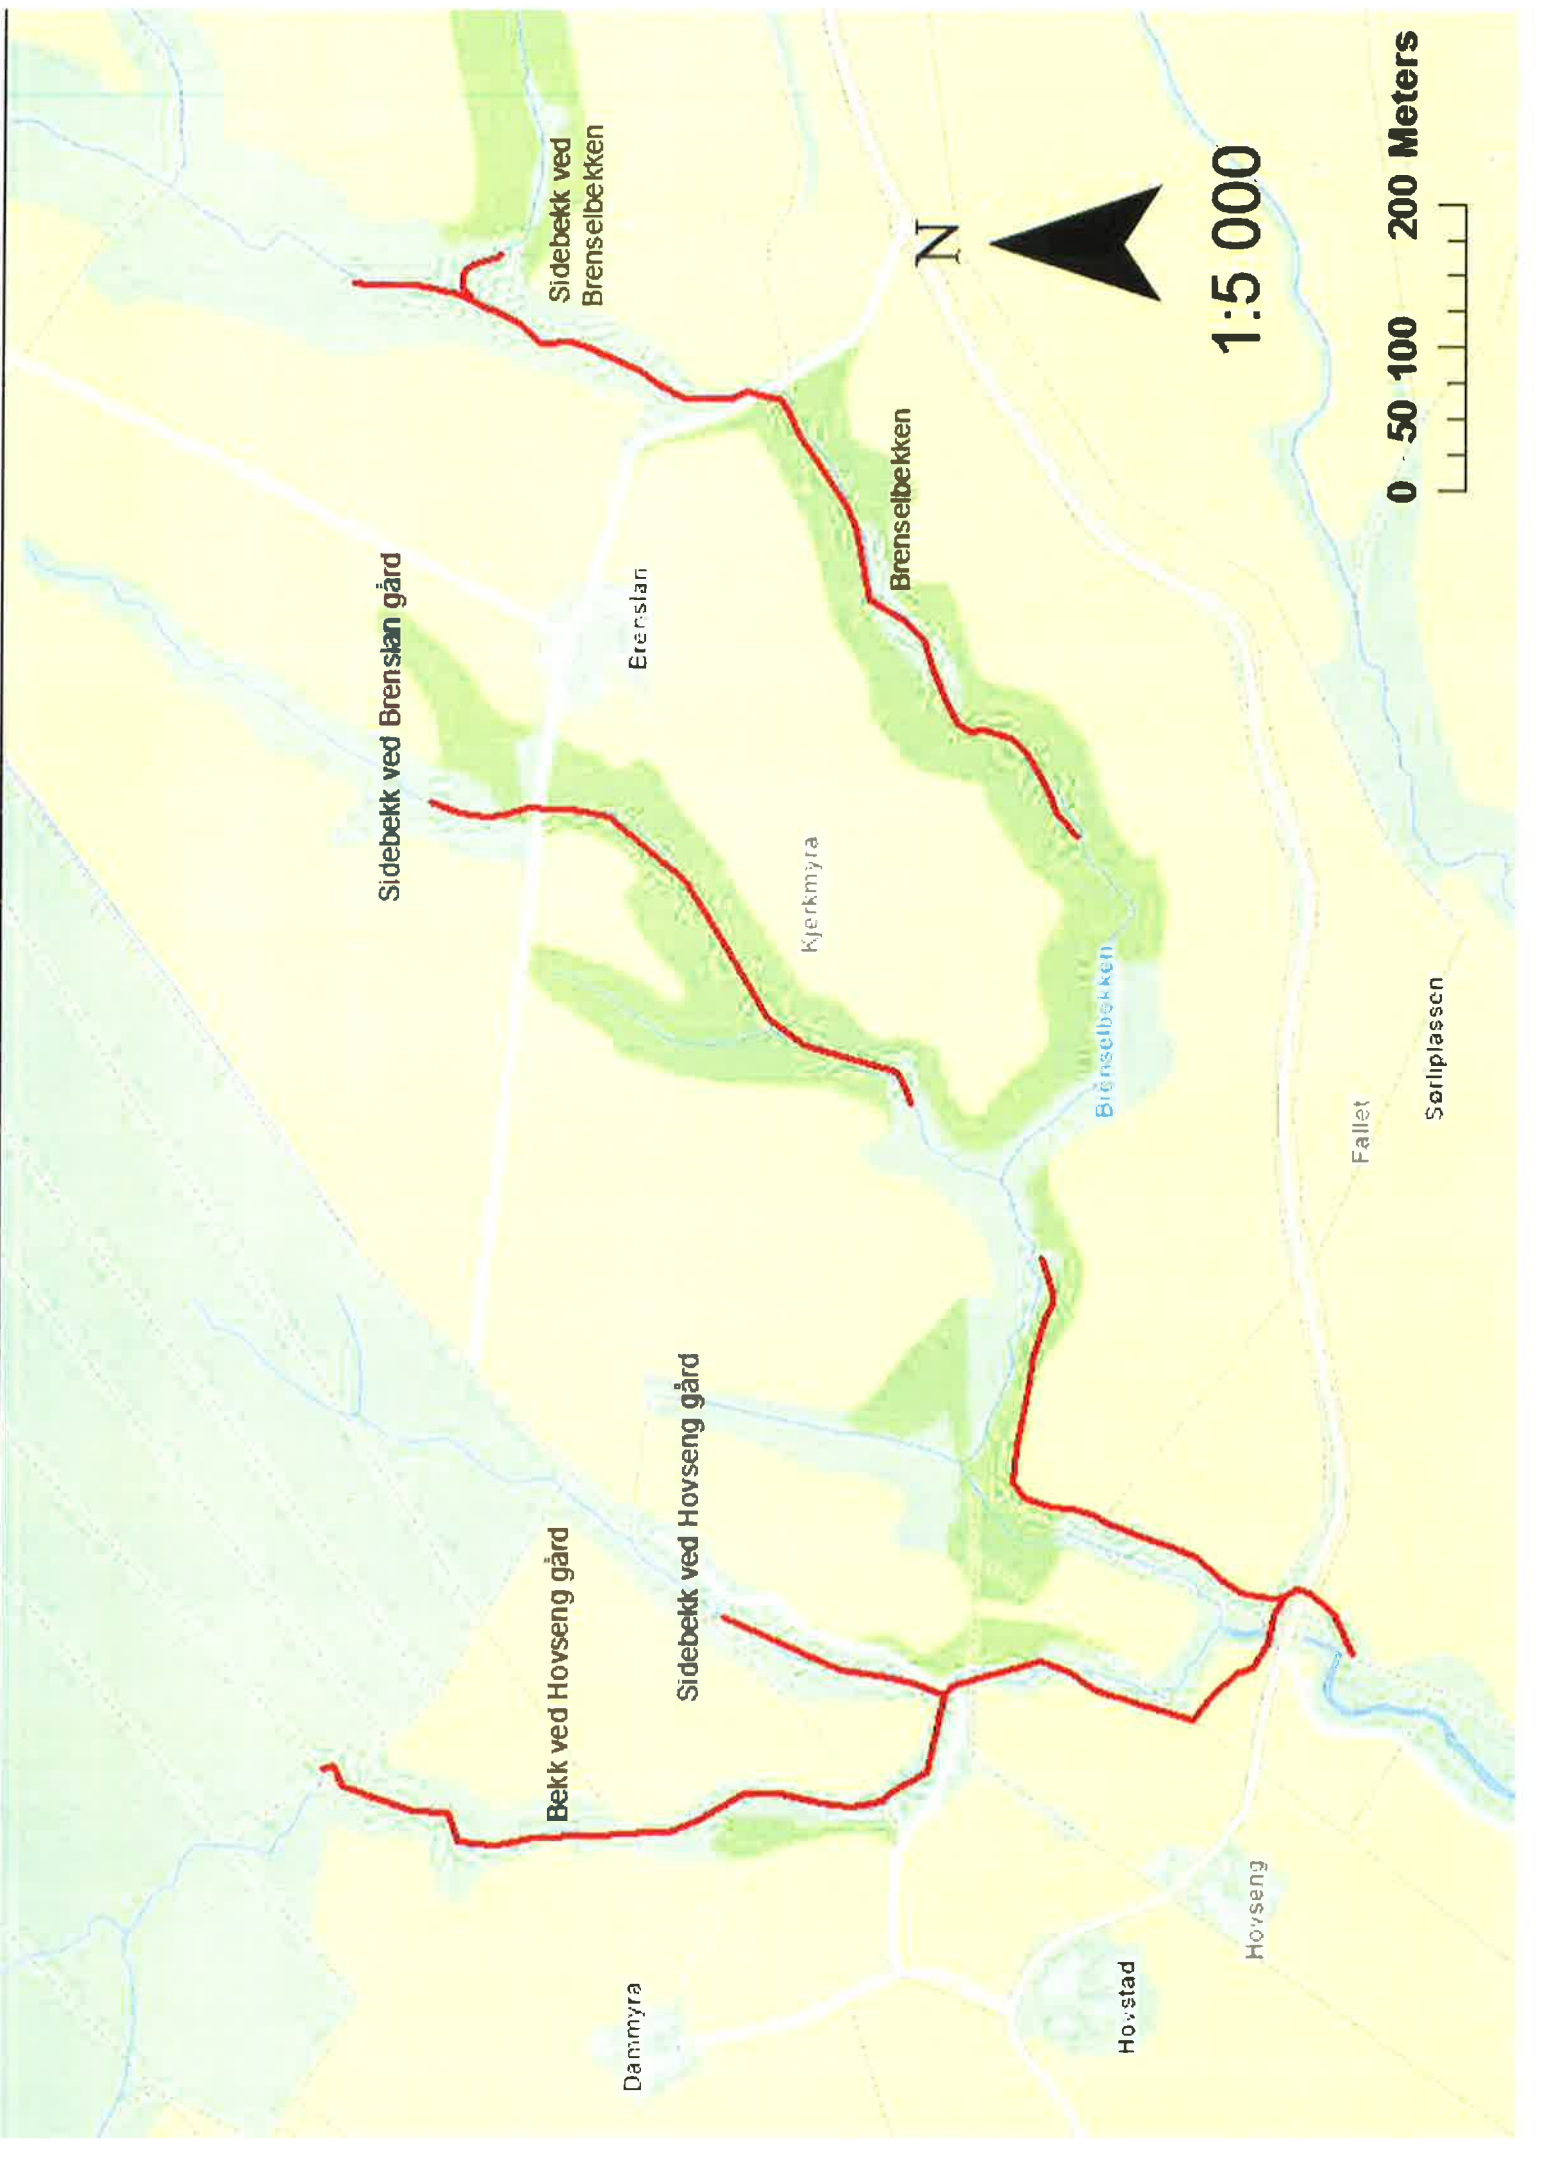 Sidebekk ved Brenslan gård
Sidebekk ved
Brenselbekken
Bekk ved Hovseng gård
Sidebekk ved Hovseng gård
Dammyra
Kjerkmyra
Brenselbekken
Brenselbekken
N
Hovstad
Hovseng
1:5 000
Fallet
Sørliplassen
0 50 100 200 Meters